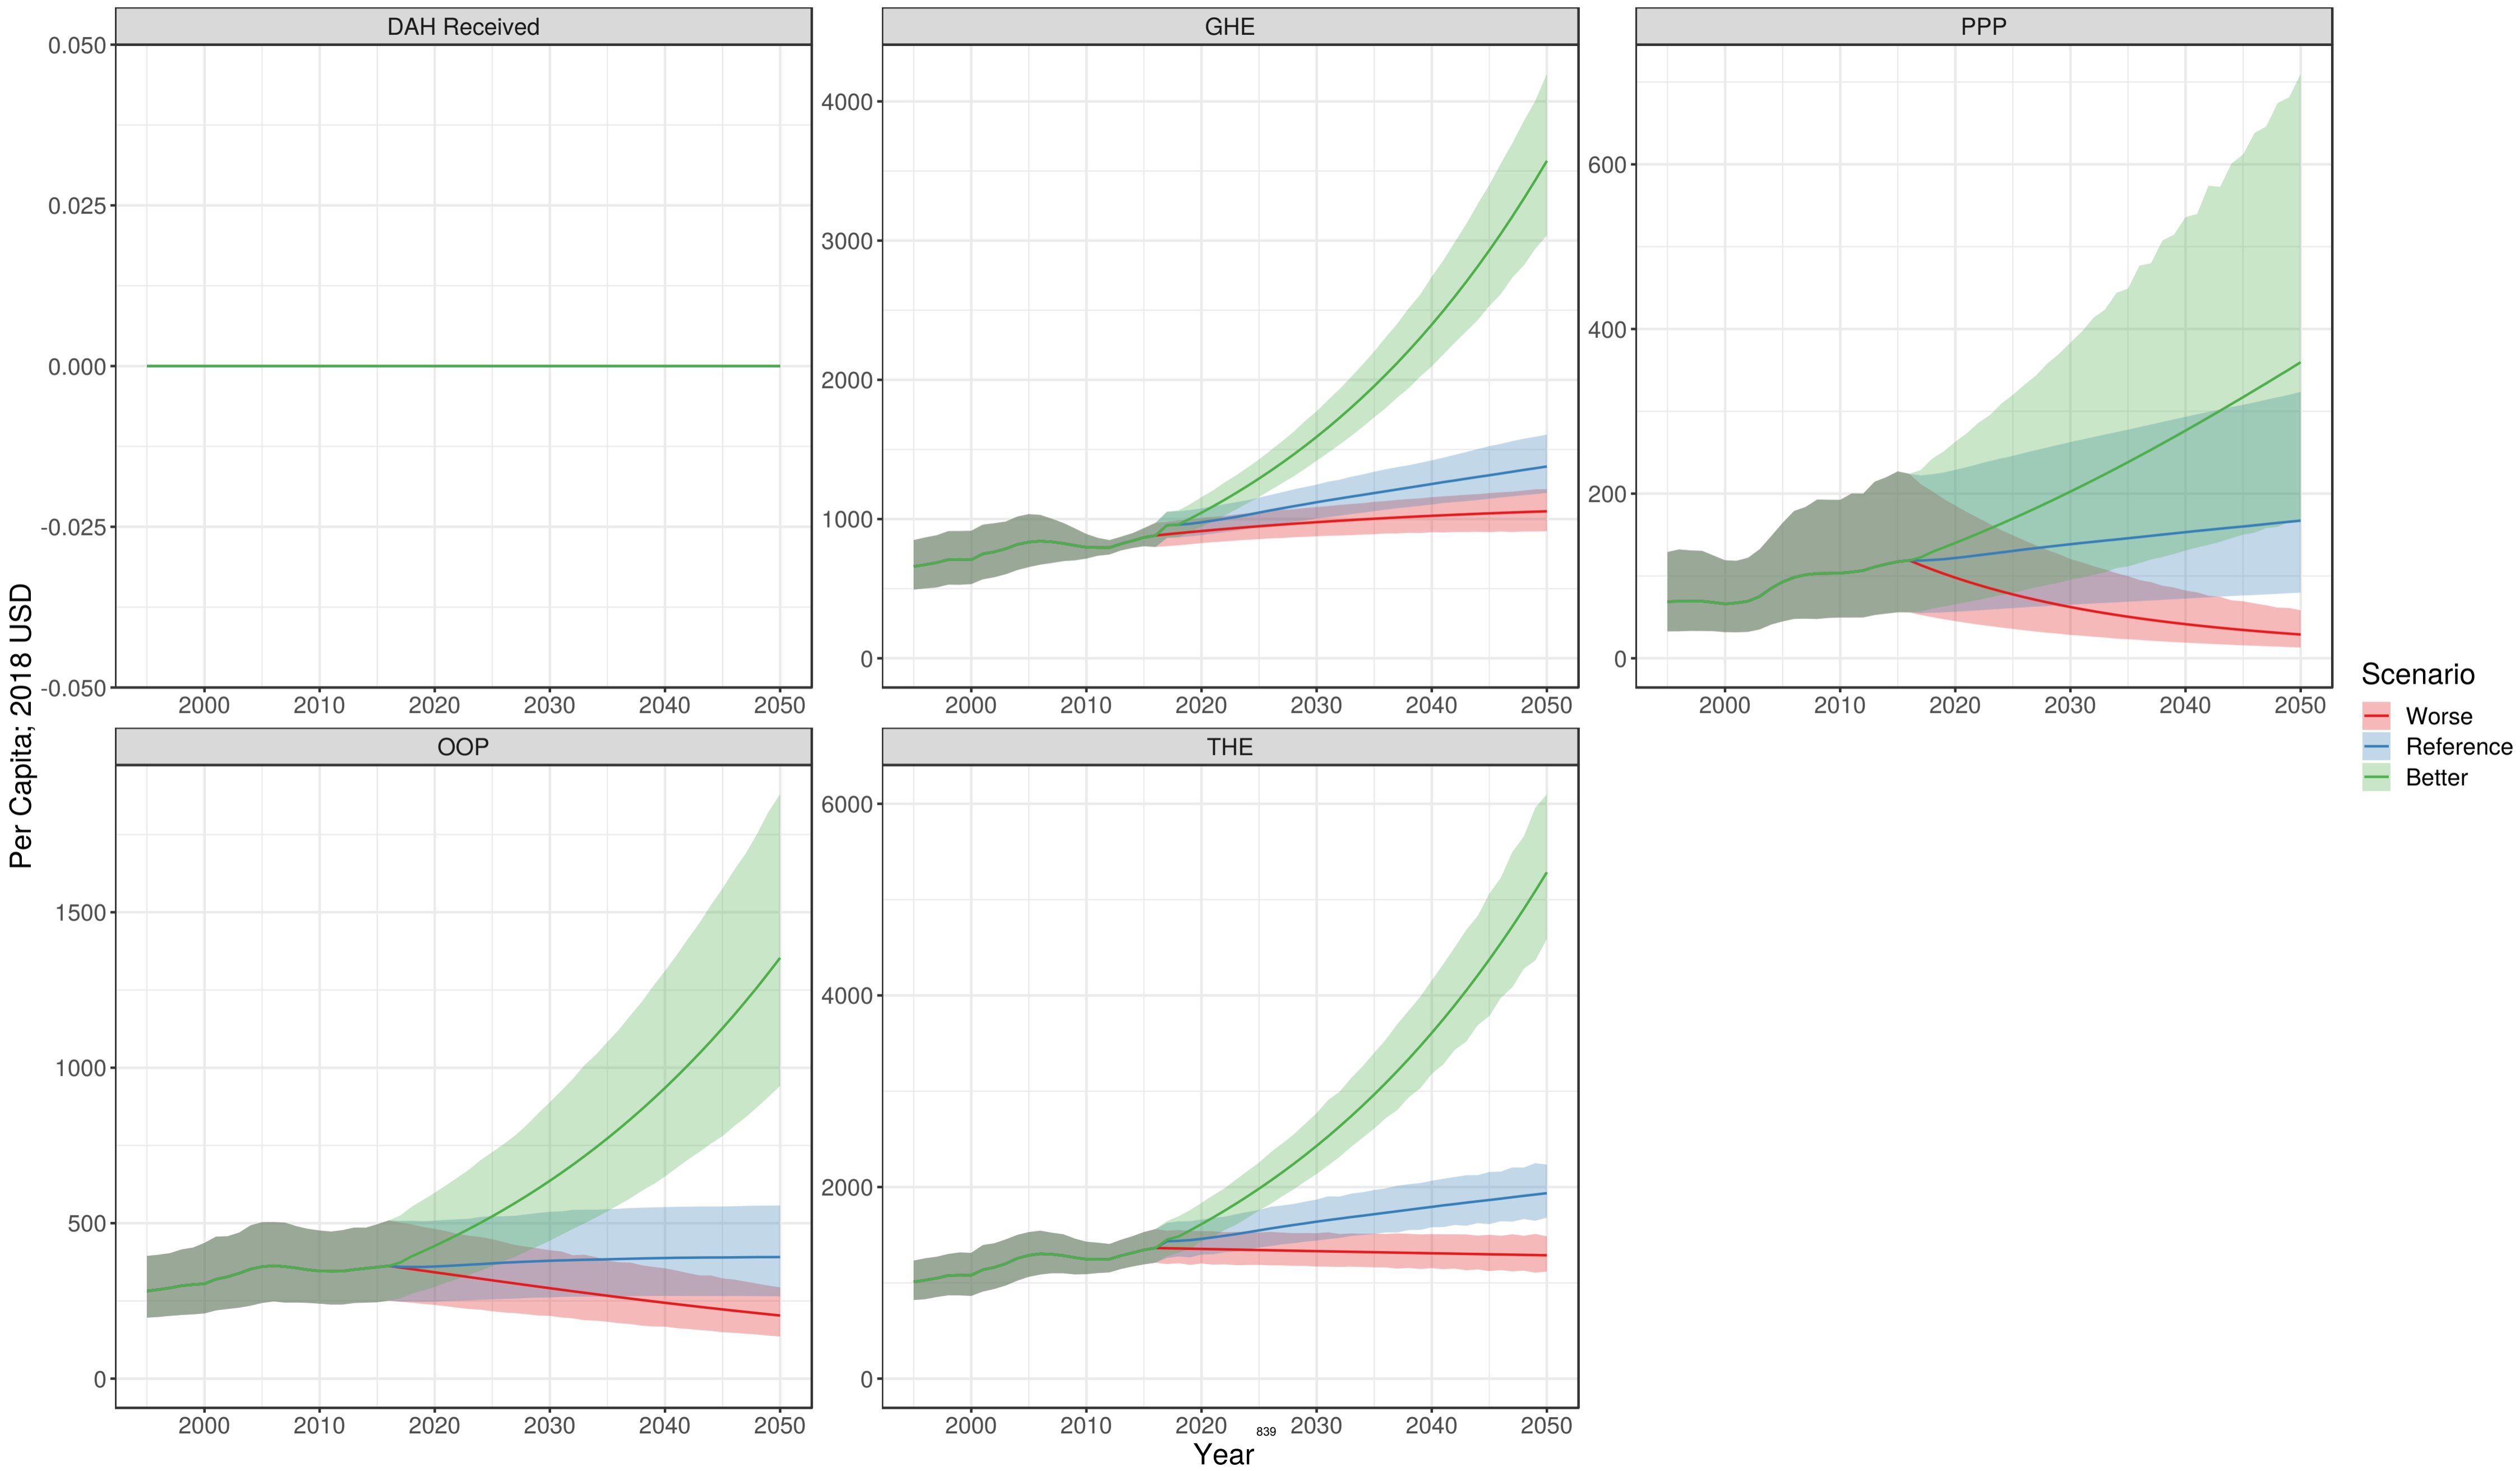 DAH Received
GHE
PPP
0.050
0.025
0.000
-0.025
-0.050
4000
3000
2000
1000
0
600
400
200
0
2000 2010 2020 2030 2040 2050
2000 2010 2020 2030 2040 2050
2000 2010 2020 2030 2040 2050
OOP
THE
1500
1000
500
0
6000
4000
2000
0
2000 2010 2020 2030 2040 2050
2000 2010 2020 2030 2040 2050
Per Capita; 2018 USD
Year
839
Scenario
Worse
Reference
Better